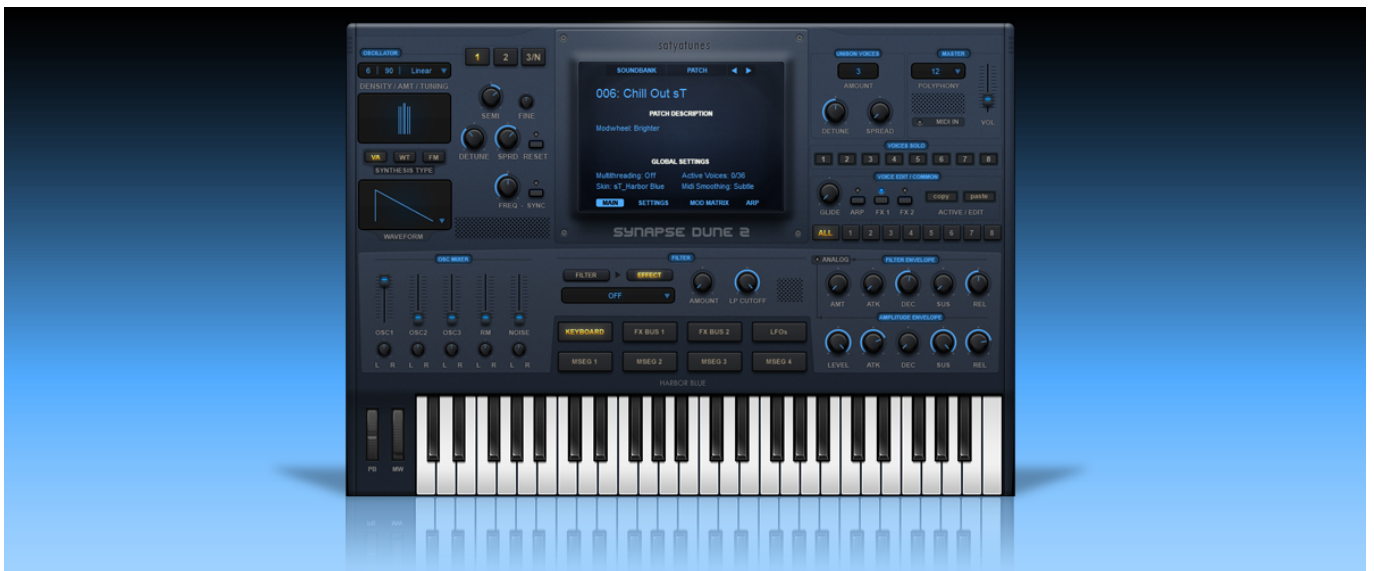 satyatunes
OSCILLATOR
6 | 90 | Linear
DENSITY / AMT / TUNING
1 2 3/N
SEMI FINE
DETUNE SPRD RESET
VA WT FM
SYNTHESIS TYPE
FREQ - SYNC
WAVEFORM
SOUNDBANK PATCH
006: Chill Out sT
PATCH DESCRIPTION
Modwheel: Brighter
GLOBAL SETTINGS
Multithreading: Off Active Voices: 0/36
Skin: sT_Harbor Blue Midi Smoothing: Subtle
MAIN SETTINGS MOD MATRIX ARP
SYNAPSE DUNE 2
UNISON VOICES MASTER
3 12
AMOUNT POLYPHONY
DETUNE SPREAD MIDI IN VOL
VOICES SOLO
1 2 3 4 5 6 7 8
VOICE EDIT / COMMON
copy paste
GLIDE ARP FX 1 FX 2 ACTIVE / EDIT
ALL 1 2 3 4 5 6 7 8
OSC MIXER
OSC1 OSC2 OSC3 RM NOISE
L R L R L R L R L R
FILTER
FILTER EFFECT
OFF
AMOUNT LP CUTOFF
KEYBOARD FX BUS 1 FX BUS 2 LFOs
MSEG 1 MSEG 2 MSEG 3 MSEG 4
ANALOG FILTER ENVELOPE
AMT ATK DEC SUS REL
AMPLITUDE ENVELOPE
LEVEL ATK DEC SUS REL
HARBOR BLUE
PB MW